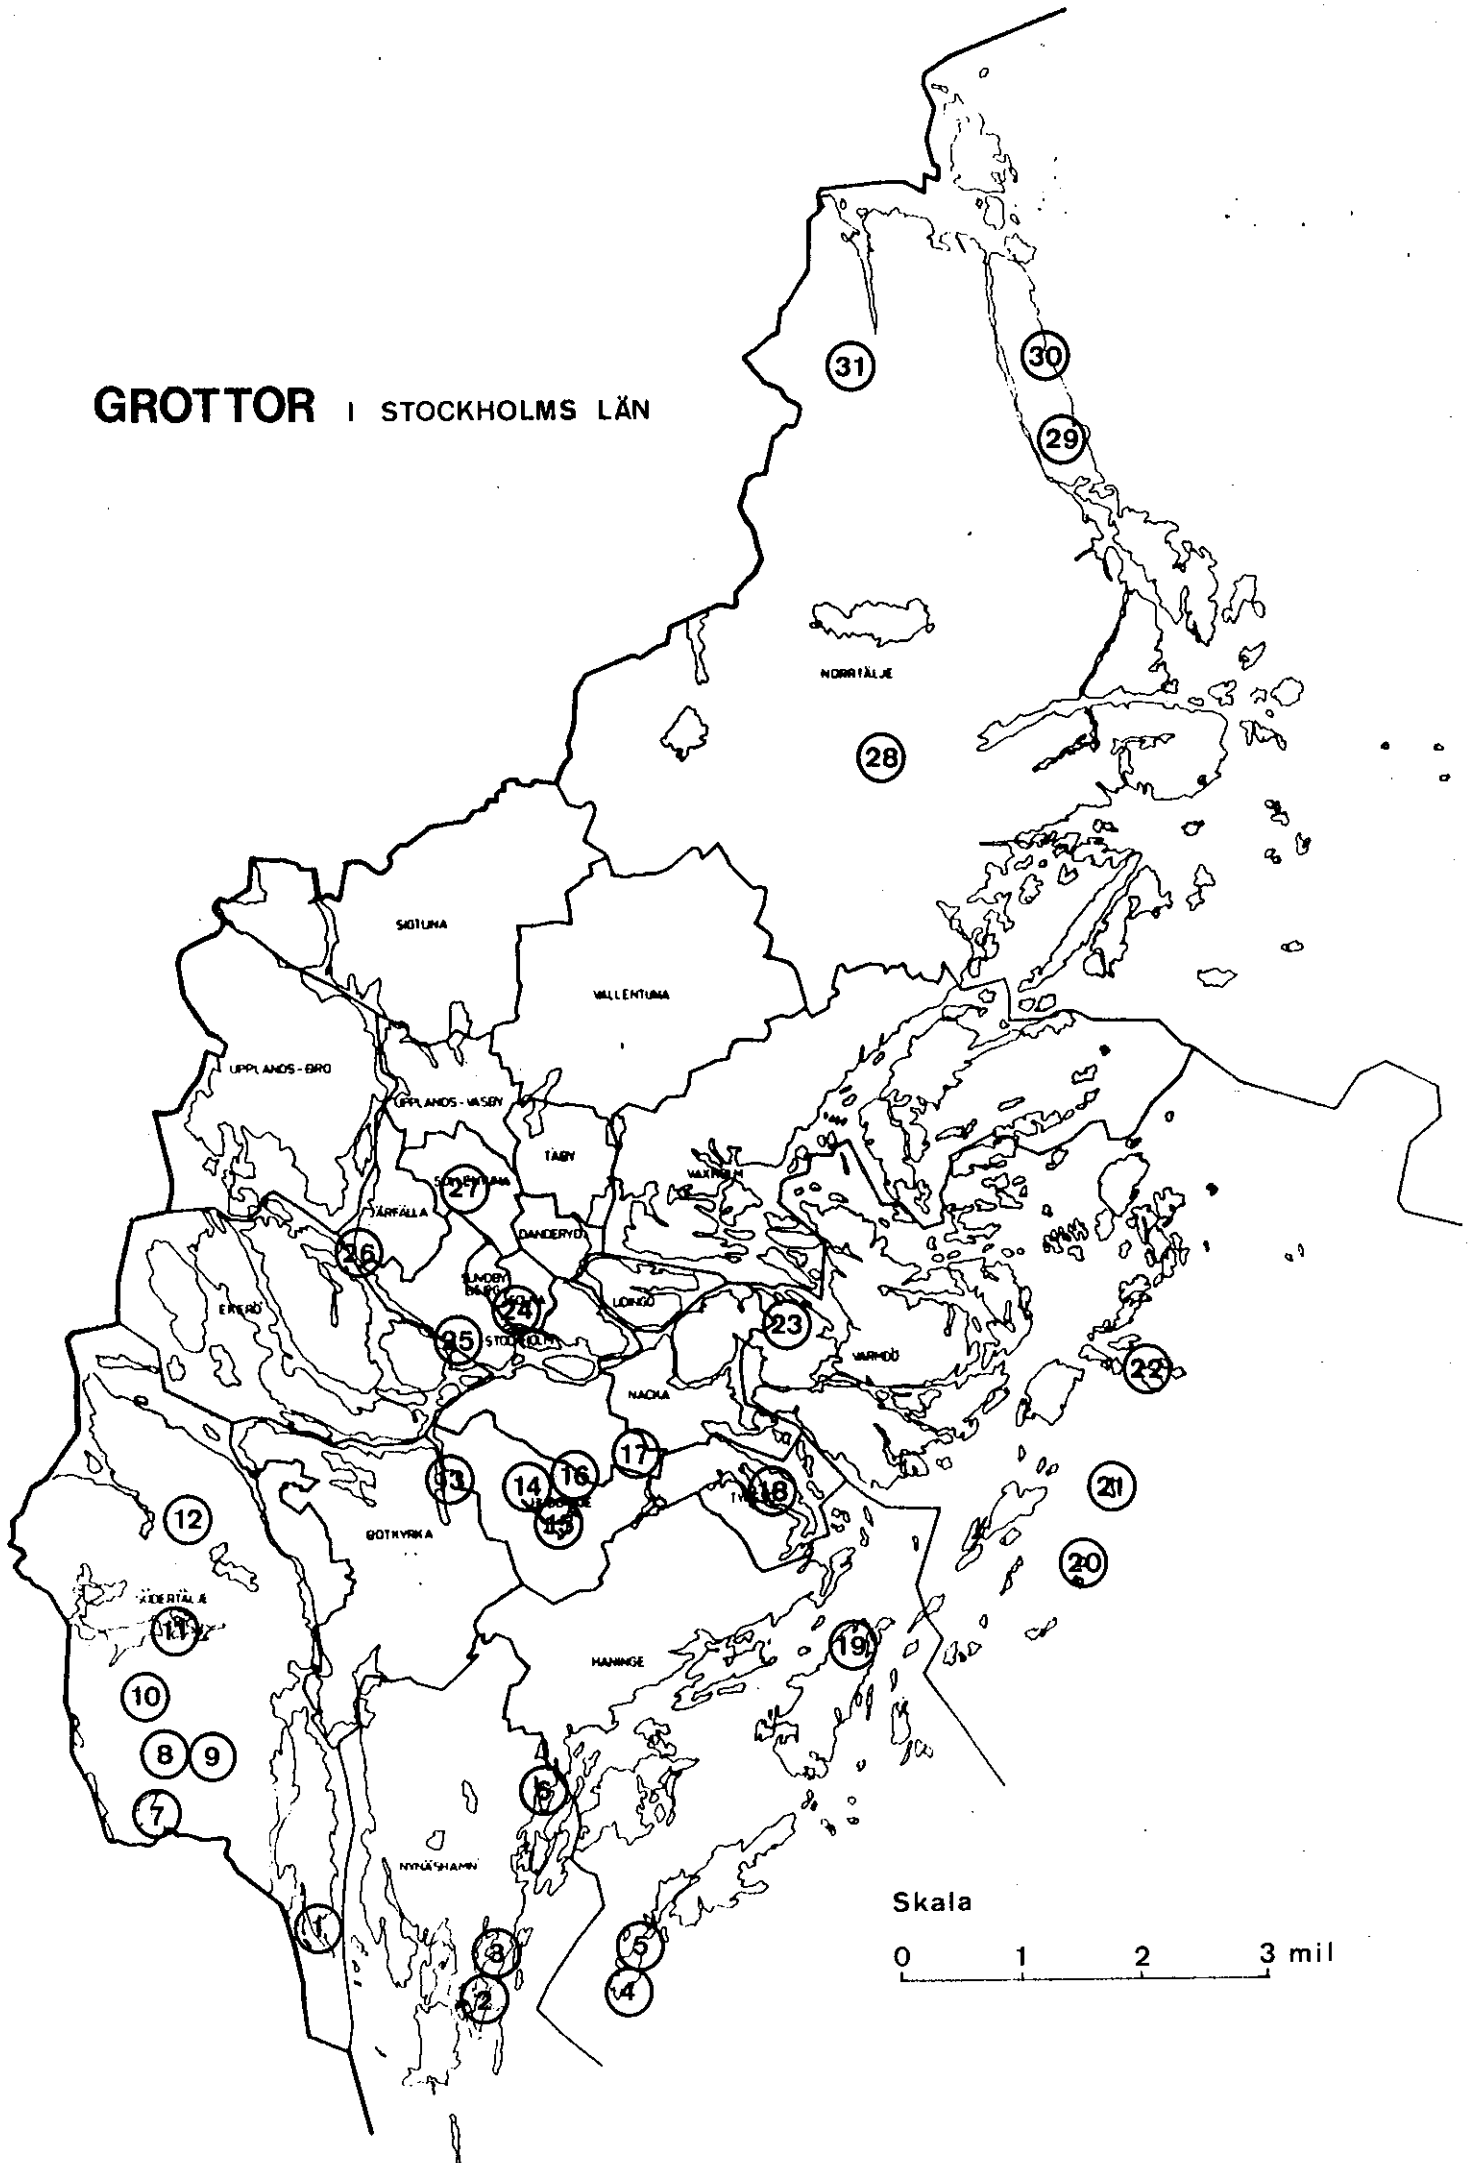 31
30
GROTTOR I STOCKHOLMS LÄN
29
NORRTÄLJE
28
SIGTUNA
VALLENTUNA
UPPLANDS-BRO
UPPLANDS-VÄSBY
TÄBY
VAXHOLM
27
JÄRFÄLLA
DANDERYD
26
SUNDBY
EKERÖ
LIDINGÖ
24
23
25
STOCKHOLM
VÄRMDÖ
22
NACKA
17
13
14
16
18
21
12
15
BOTKYRKA
20
SÖDERTÄLJE
11
19
HANINGE
10
8
9
6
7
NYNÄSHAMN
Skala
1
3
5
0 1 2 3 mil
2
4